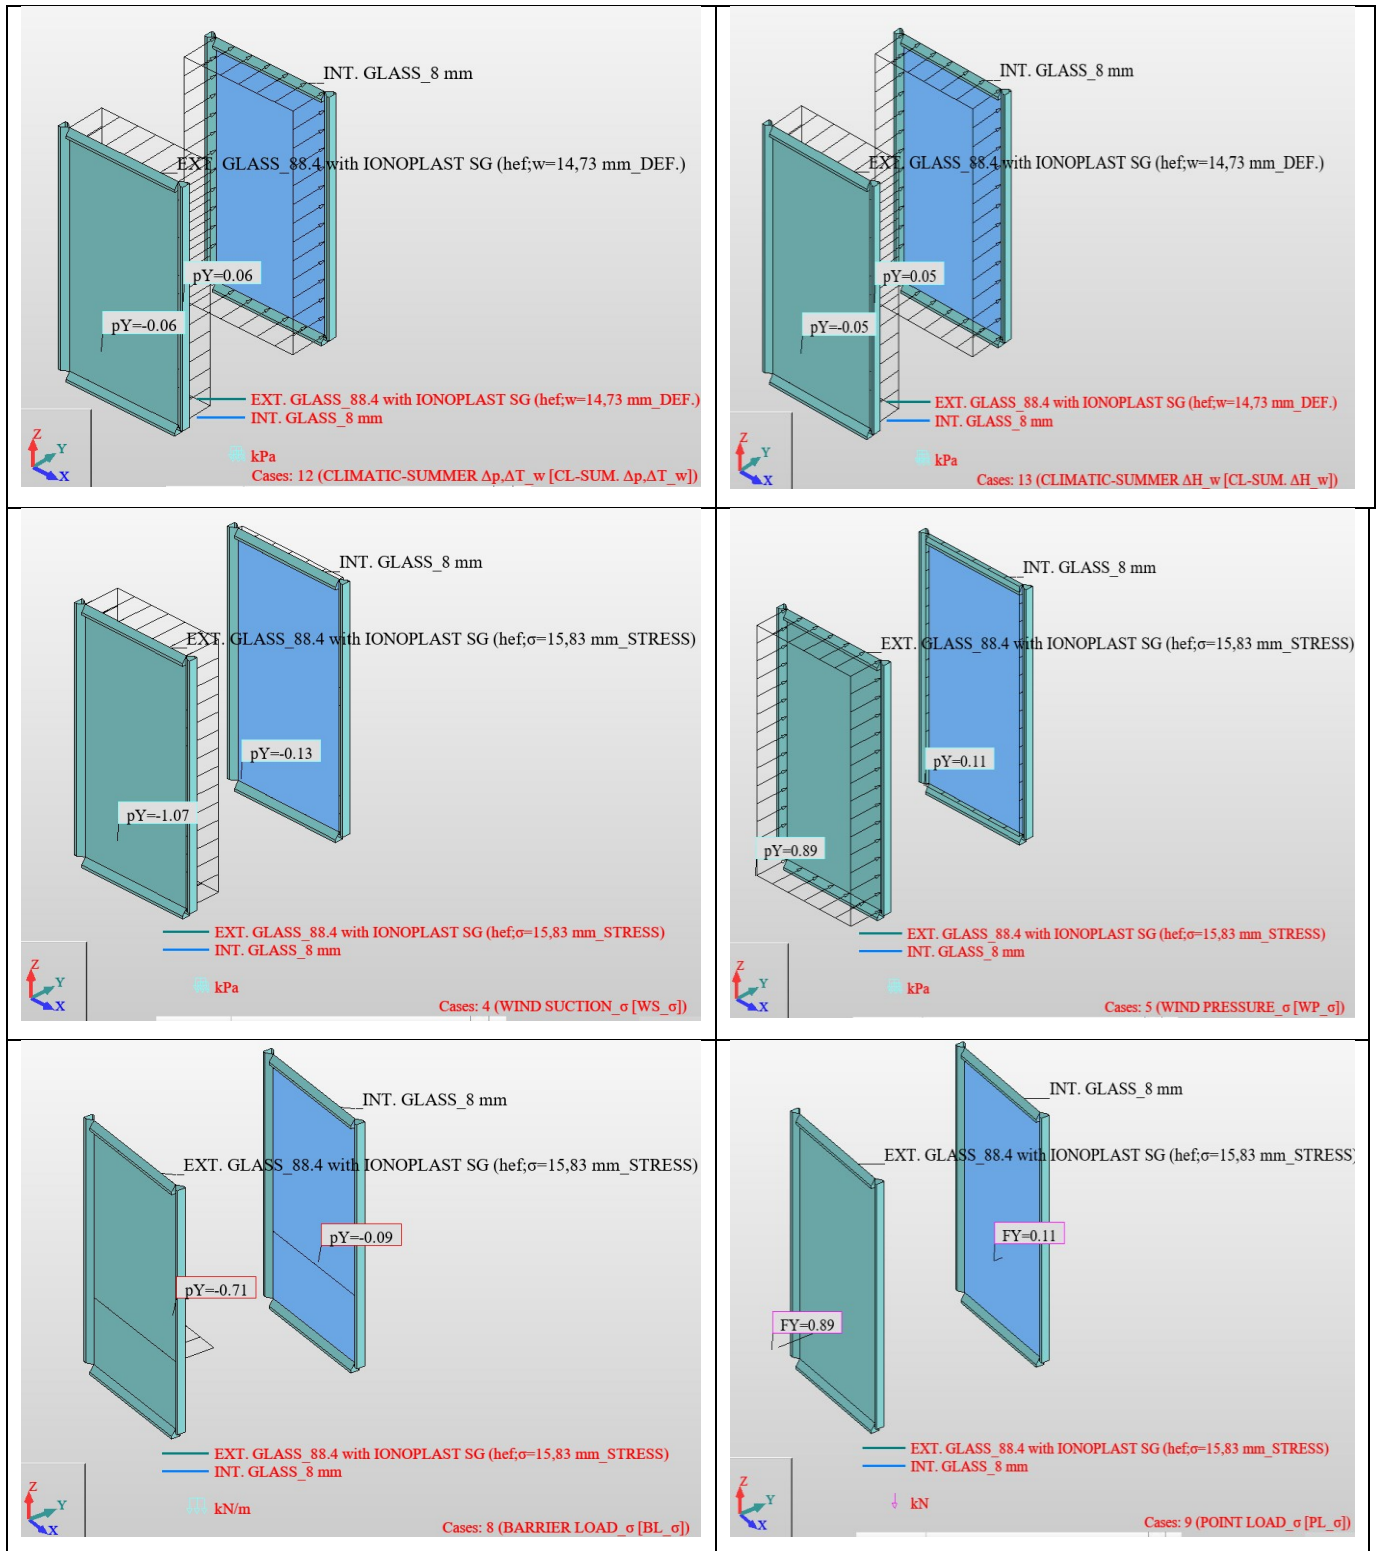 INT. GLASS_8 mm
EXT. GLASS_88.4 with IONOPLAST SG (hef;w=14,73 mm_DEF.)
pY=0.06
pY=-0.06
EXT. GLASS_88.4 with IONOPLAST SG (hef;w=14,73 mm_DEF.)
INT. GLASS_8 mm
Z
Y
X
kPa
Cases: 12 (CLIMATIC-SUMMER Δp,ΔT_w [CL-SUM. Δp,ΔT_w])
INT. GLASS_8 mm
EXT. GLASS_88.4 with IONOPLAST SG (hef;w=14,73 mm_DEF.)
pY=0.05
pY=-0.05
EXT. GLASS_88.4 with IONOPLAST SG (hef;w=14,73 mm_DEF.)
INT. GLASS_8 mm
Z
Y
X
kPa
Cases: 13 (CLIMATIC-SUMMER ΔH_w [CL-SUM. ΔH_w])
INT. GLASS_8 mm
EXT. GLASS_88.4 with IONOPLAST SG (hef;σ=15,83 mm_STRESS)
pY=-0.13
pY=-1.07
EXT. GLASS_88.4 with IONOPLAST SG (hef;σ=15,83 mm_STRESS)
INT. GLASS_8 mm
Z
Y
X
kPa
Cases: 4 (WIND SUCTION_σ [WS_σ])
INT. GLASS_8 mm
EXT. GLASS_88.4 with IONOPLAST SG (hef;σ=15,83 mm_STRESS)
pY=0.11
pY=0.89
EXT. GLASS_88.4 with IONOPLAST SG (hef;σ=15,83 mm_STRESS)
INT. GLASS_8 mm
Z
Y
X
kPa
Cases: 5 (WIND PRESSURE_σ [WP_σ])
INT. GLASS_8 mm
EXT. GLASS_88.4 with IONOPLAST SG (hef;σ=15,83 mm_STRESS)
pY=-0.09
pY=-0.71
EXT. GLASS_88.4 with IONOPLAST SG (hef;σ=15,83 mm_STRESS)
INT. GLASS_8 mm
Z
Y
X
kN/m
Cases: 8 (BARRIER LOAD_σ [BL_σ])
INT. GLASS_8 mm
EXT. GLASS_88.4 with IONOPLAST SG (hef;σ=15,83 mm_STRESS)
FY=0.11
FY=0.89
EXT. GLASS_88.4 with IONOPLAST SG (hef;σ=15,83 mm_STRESS)
INT. GLASS_8 mm
Z
Y
X
kN
Cases: 9 (POINT LOAD_σ [PL_σ])